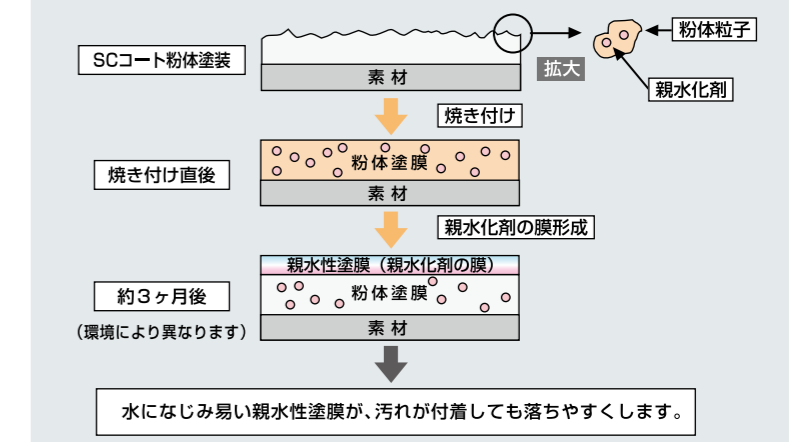 SCコート粉体塗装
素材
拡大
粉体粒子
親水化剤
焼き付け
焼き付け直後
粉体塗膜
素材
親水化剤の膜形成
約3ヶ月後
（環境により異なります）
親水性塗膜（親水化剤の膜）
粉体塗膜
素材
水になじみ易い親水性塗膜が、汚れが付着しても落ちやすくします。